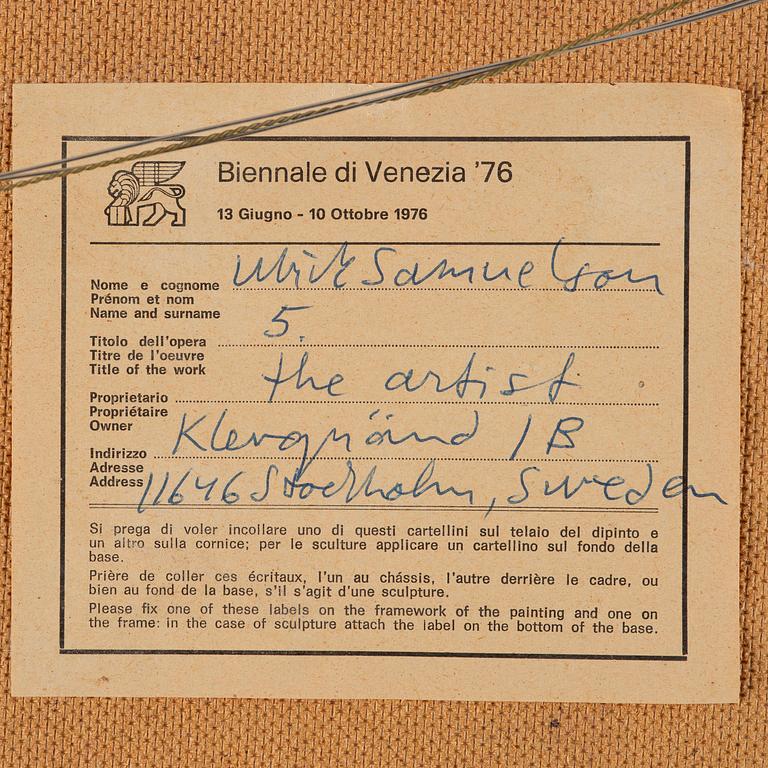 Biennale di Venezia '76
13 Giugno - 10 Ottobre 1976
Nome e cognome Ulrik Samuelson
Prénom et nom
Name and surname
5.
Titolo dell'opera
Titre de l'oeuvre
Title of the work
the artist
Proprietario
Propriétaire
Owner
Klevgränd 1B
Indirizzo
Adresse
Address 11646 Stockholm, Sweden
Si prega di voler incollare uno di questi cartellini sul telaio del dipinto e
un altro sulla cornice; per le sculture applicare un cartellino sul fondo della
base.
Prière de coller ces écritaux, l'un au châssis, l'autre derrière le cadre, ou
bien au fond de la base, s'il s'agit d'une sculpture.
Please fix one of these labels on the framework of the painting and one on
the frame: in the case of sculpture attach the label on the bottom of the base.